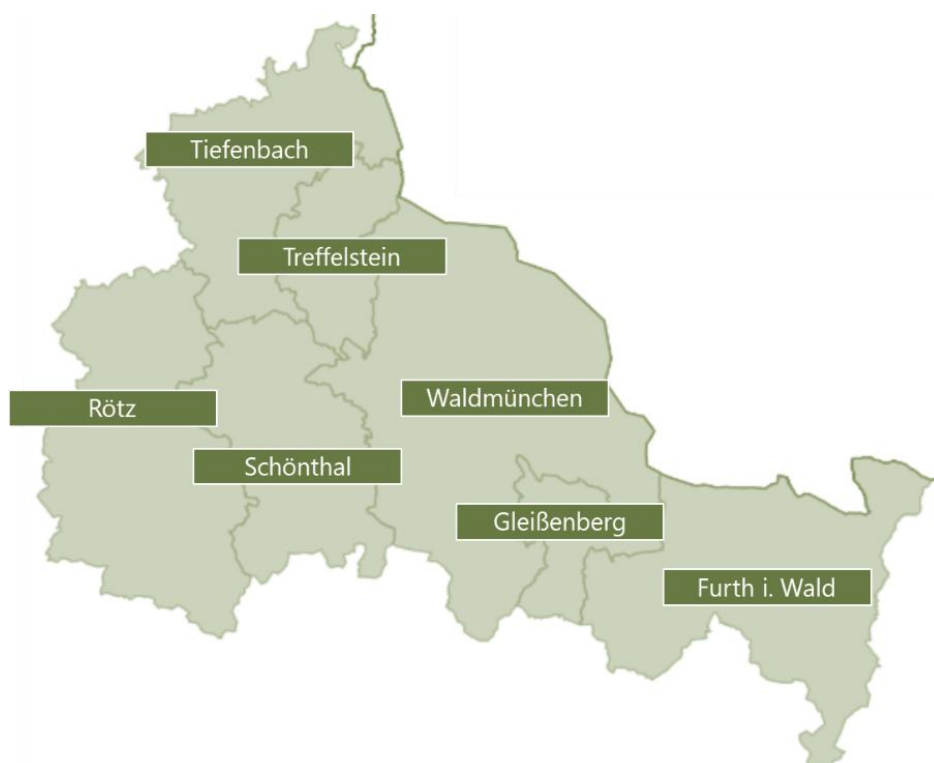 Tiefenbach
Treffelstein
Waldmünchen
Rötz
Schönthal
Gleißenberg
Furth i. Wald